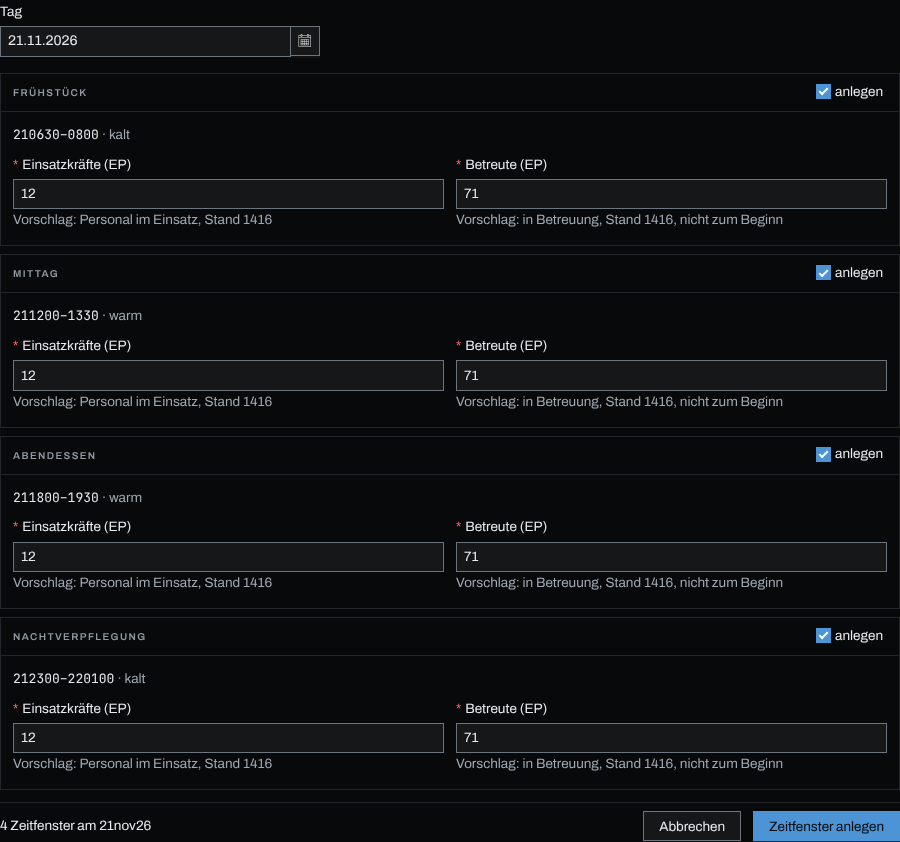 Tag
21.11.2026
FRÜHSTÜCK
anlegen
210630–0800 · kalt
* Einsatzkräfte (EP)
* Betreute (EP)
12
71
Vorschlag: Personal im Einsatz, Stand 1416
Vorschlag: in Betreuung, Stand 1416, nicht zum Beginn
MITTAG
anlegen
211200–1330 · warm
* Einsatzkräfte (EP)
* Betreute (EP)
12
71
Vorschlag: Personal im Einsatz, Stand 1416
Vorschlag: in Betreuung, Stand 1416, nicht zum Beginn
ABENDESSEN
anlegen
211800–1930 · warm
* Einsatzkräfte (EP)
* Betreute (EP)
12
71
Vorschlag: Personal im Einsatz, Stand 1416
Vorschlag: in Betreuung, Stand 1416, nicht zum Beginn
NACHTVERPFLEGUNG
anlegen
212300–220100 · kalt
* Einsatzkräfte (EP)
* Betreute (EP)
12
71
Vorschlag: Personal im Einsatz, Stand 1416
Vorschlag: in Betreuung, Stand 1416, nicht zum Beginn
4 Zeitfenster am 21nov26
Abbrechen
Zeitfenster anlegen